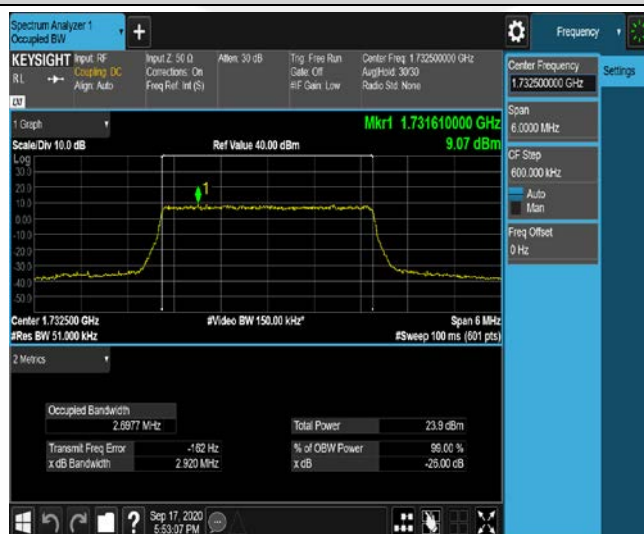 Spectrum Analyzer 1
Occupied BW
Frequency
KEYSIGHT
Input: RF
Coupling: DC
Align: Auto
Input Z: 50 Ω
Corrections: On
Freq Ref: Int (S)
Atten: 30 dB
Trig: Free Run
Gate: Off
#IF Gain: Low
Center Freq: 1.732500000 GHz
Avg|Hold: 30/30
Radio Std: None
RL
LXI
Center Frequency
1.732500000 GHz
Settings
Span
6.0000 MHz
CF Step
600.000 kHz
Auto
Man
Freq Offset
0 Hz
1 Graph
Mkr1 1.731610000 GHz
9.07 dBm
Scale/Div 10.0 dB
Ref Value 40.00 dBm
Log
30.0
20.0
10.0
0.00
-10.0
-20.0
-30.0
-40.0
-50.0
1
Center 1.732500 GHz
#Video BW 150.00 kHz*
Span 6 MHz
#Res BW 51.000 kHz
#Sweep 100 ms (601 pts)
2 Metrics
Occupied Bandwidth
2.6977 MHz
Total Power 23.9 dBm
Transmit Freq Error -162 Hz
% of OBW Power 99.00 %
x dB Bandwidth 2.920 MHz
x dB -26.00 dB
?
Sep 17, 2020
5:53:07 PM